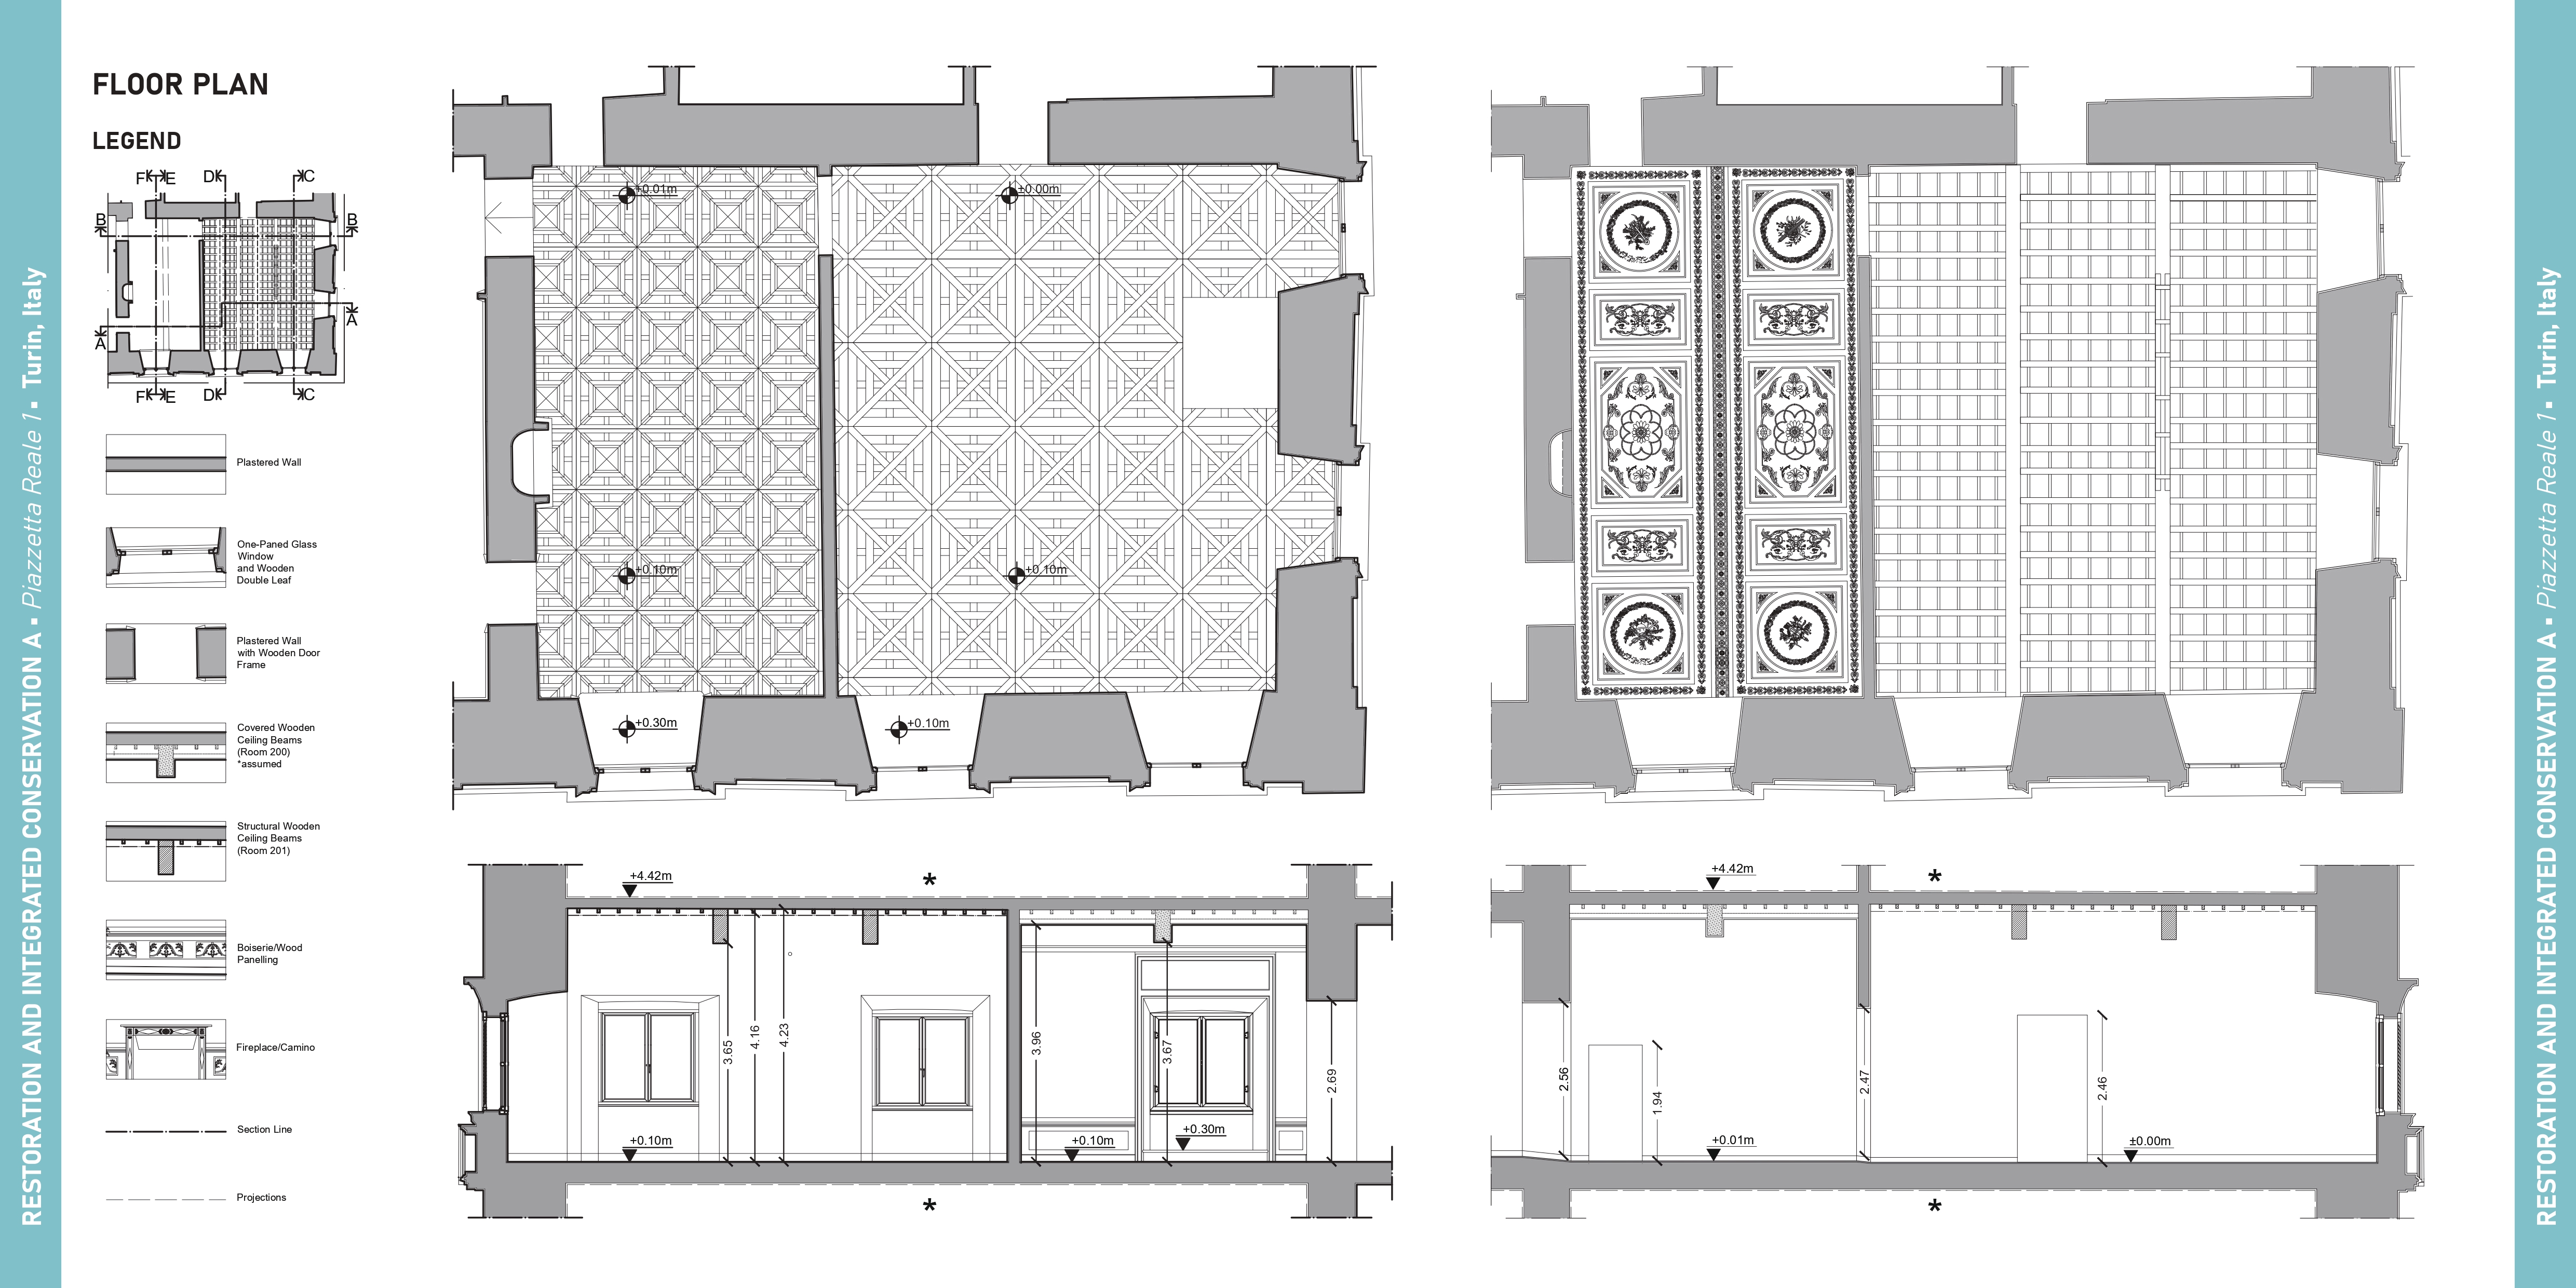 RESTORATION AND INTEGRATED CONSERVATION A ▪ Piazzetta Reale 1 ▪ Turin, Italy
FLOOR PLAN
LEGEND
F E D C
B B
A A
F E D C
Plastered Wall
One-Paned Glass
Window
and Wooden
Double Leaf
Plastered Wall
with Wooden Door
Frame
Covered Wooden
Ceiling Beams
(Room 200)
*assumed
Structural Wooden
Ceiling Beams
(Room 201)
Boiserie/Wood
Panelling
Fireplace/Camino
Section Line
Projections
+0.01m
±0.00m
+0.10m
+0.10m
+0.30m
+0.10m
+4.42m
*
3.65
4.16
4.23
3.96
3.67
2.69
+0.10m
+0.10m
+0.30m
*
+4.42m
*
2.56
1.94
2.47
2.46
+0.01m
±0.00m
*
RESTORATION AND INTEGRATED CONSERVATION A ▪ Piazzetta Reale 1 ▪ Turin, Italy